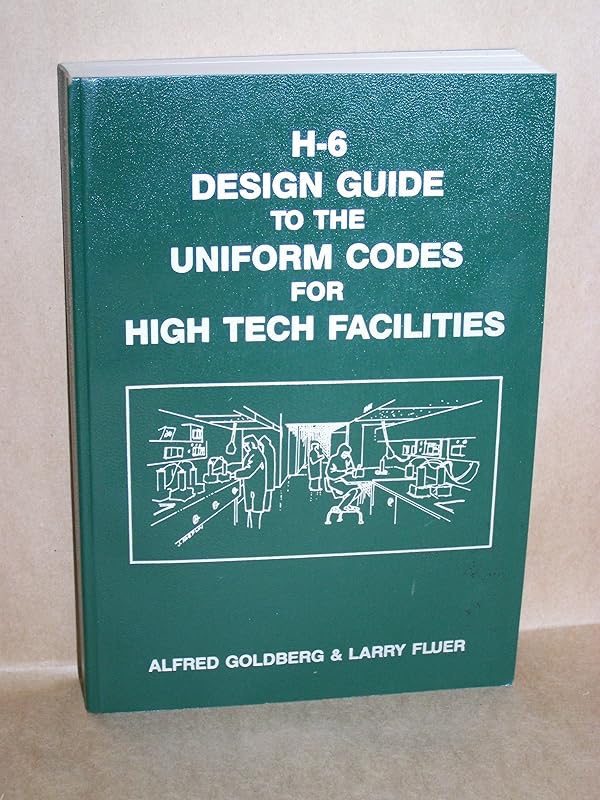 H-6
DESIGN GUIDE
TO THE
UNIFORM CODES
FOR
HIGH TECH FACILITIES
ALFRED GOLDBERG & LARRY FLUER